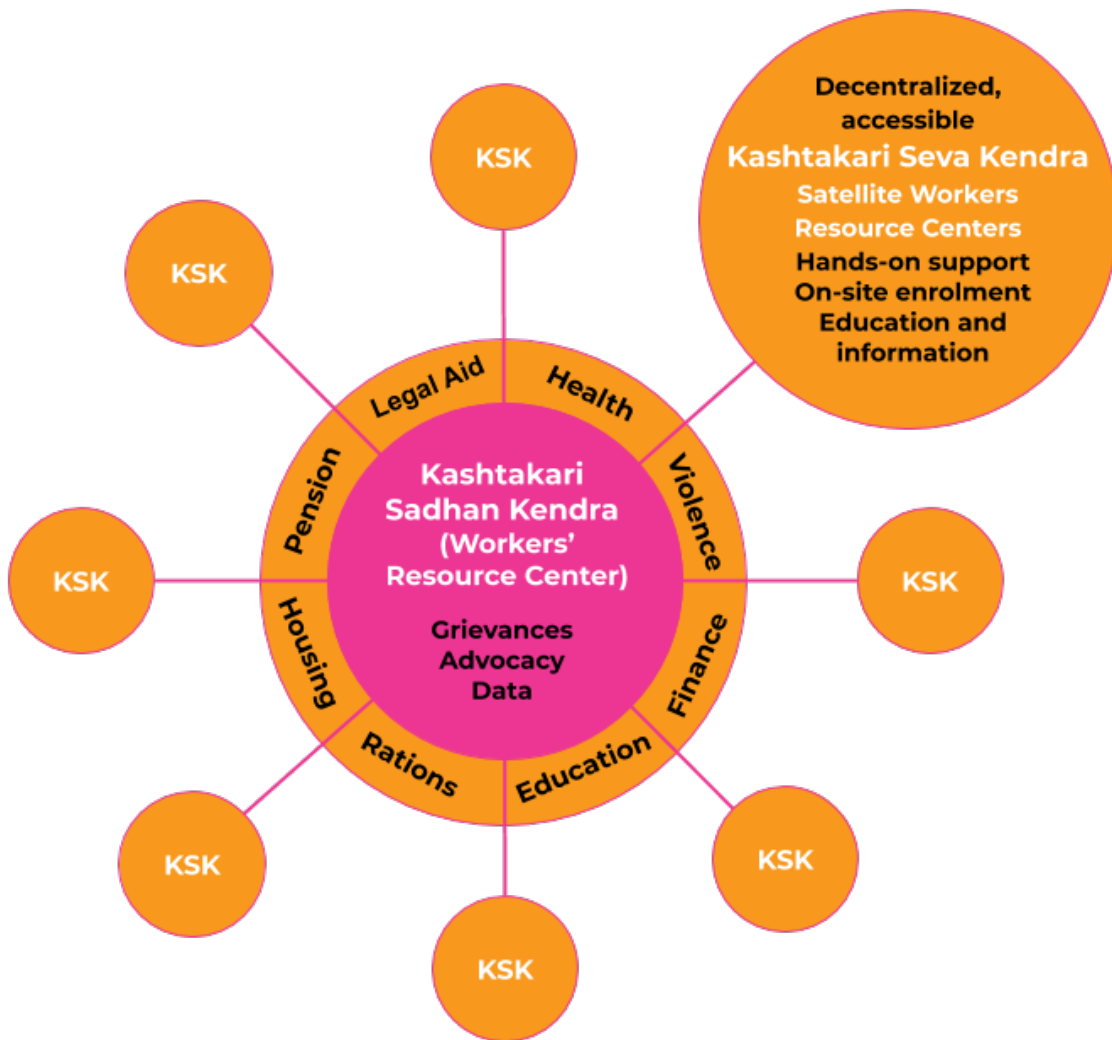 Decentralized,
accessible
Kashtakari Seva Kendra
Satellite Workers
Resource Centers
Hands-on support
On-site enrolment
Education and
information
KSK
KSK
KSK
KSK
KSK
KSK
KSK
Legal Aid
Health
Pension
Violence
Housing
Finance
Rations
Education
Kashtakari
Sadhan Kendra
(Workers’
Resource Center)
Grievances
Advocacy
Data